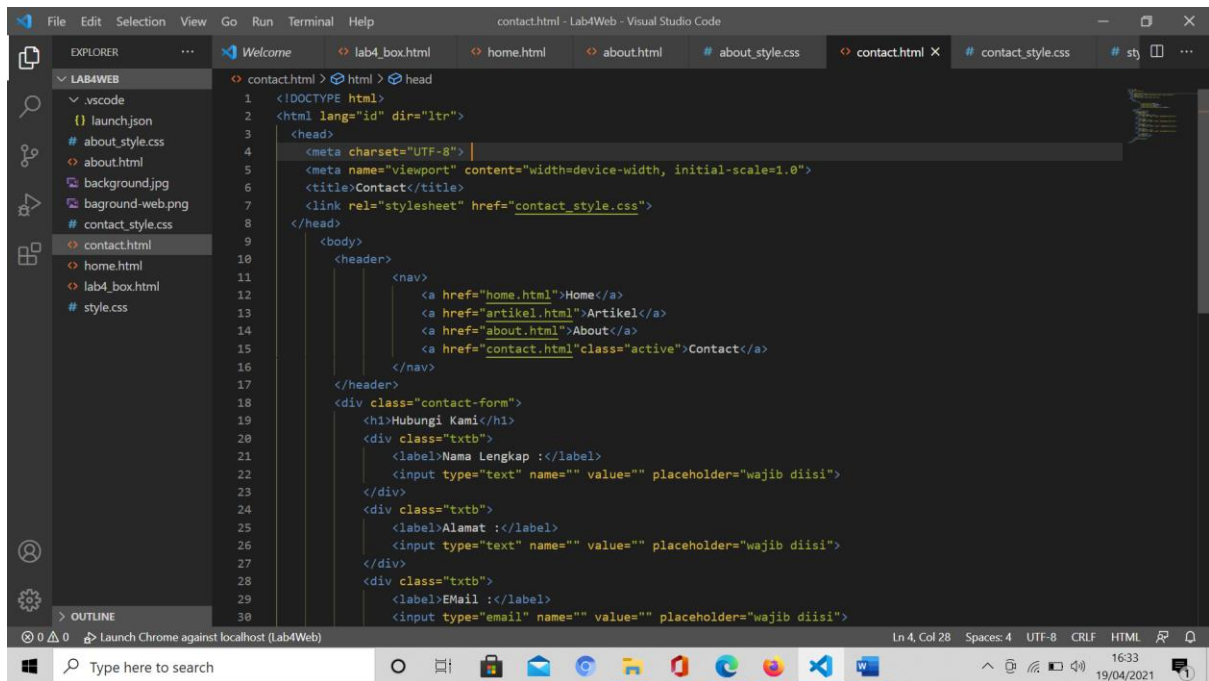 File Edit Selection View Go Run Terminal Help contact.html - Lab4Web - Visual Studio Code
EXPLORER
Welcome lab4_box.html home.html about.html # about_style.css contact.html # contact_style.css # sty
LAB4WEB
contact.html > html > head
.vscode
{} launch.json
# about_style.css
about.html
background.jpg
baground-web.png
# contact_style.css
contact.html
home.html
lab4_box.html
# style.css
1 <!DOCTYPE html>
2 <html lang="id" dir="ltr">
3 <head>
4 <meta charset="UTF-8">
5 <meta name="viewport" content="width=device-width, initial-scale=1.0">
6 <title>Contact</title>
7 <link rel="stylesheet" href="contact_style.css">
8 </head>
9 <body>
10 <header>
11 <nav>
12 <a href="home.html">Home</a>
13 <a href="artikel.html">Artikel</a>
14 <a href="about.html">About</a>
15 <a href="contact.html"class="active">Contact</a>
16 </nav>
17 </header>
18 <div class="contact-form">
19 <h1>Hubungi Kami</h1>
20 <div class="txtb">
21 <label>Nama Lengkap :</label>
22 <input type="text" name="" value="" placeholder="wajib diisi">
23 </div>
24 <div class="txtb">
25 <label>Alamat :</label>
26 <input type="text" name="" value="" placeholder="wajib diisi">
27 </div>
28 <div class="txtb">
29 <label>EMail :</label>
30 <input type="email" name="" value="" placeholder="wajib diisi">
OUTLINE
0 0 Launch Chrome against localhost (Lab4Web) Ln 4, Col 28 Spaces: 4 UTF-8 CRLF HTML
Type here to search 16:33
19/04/2021 1